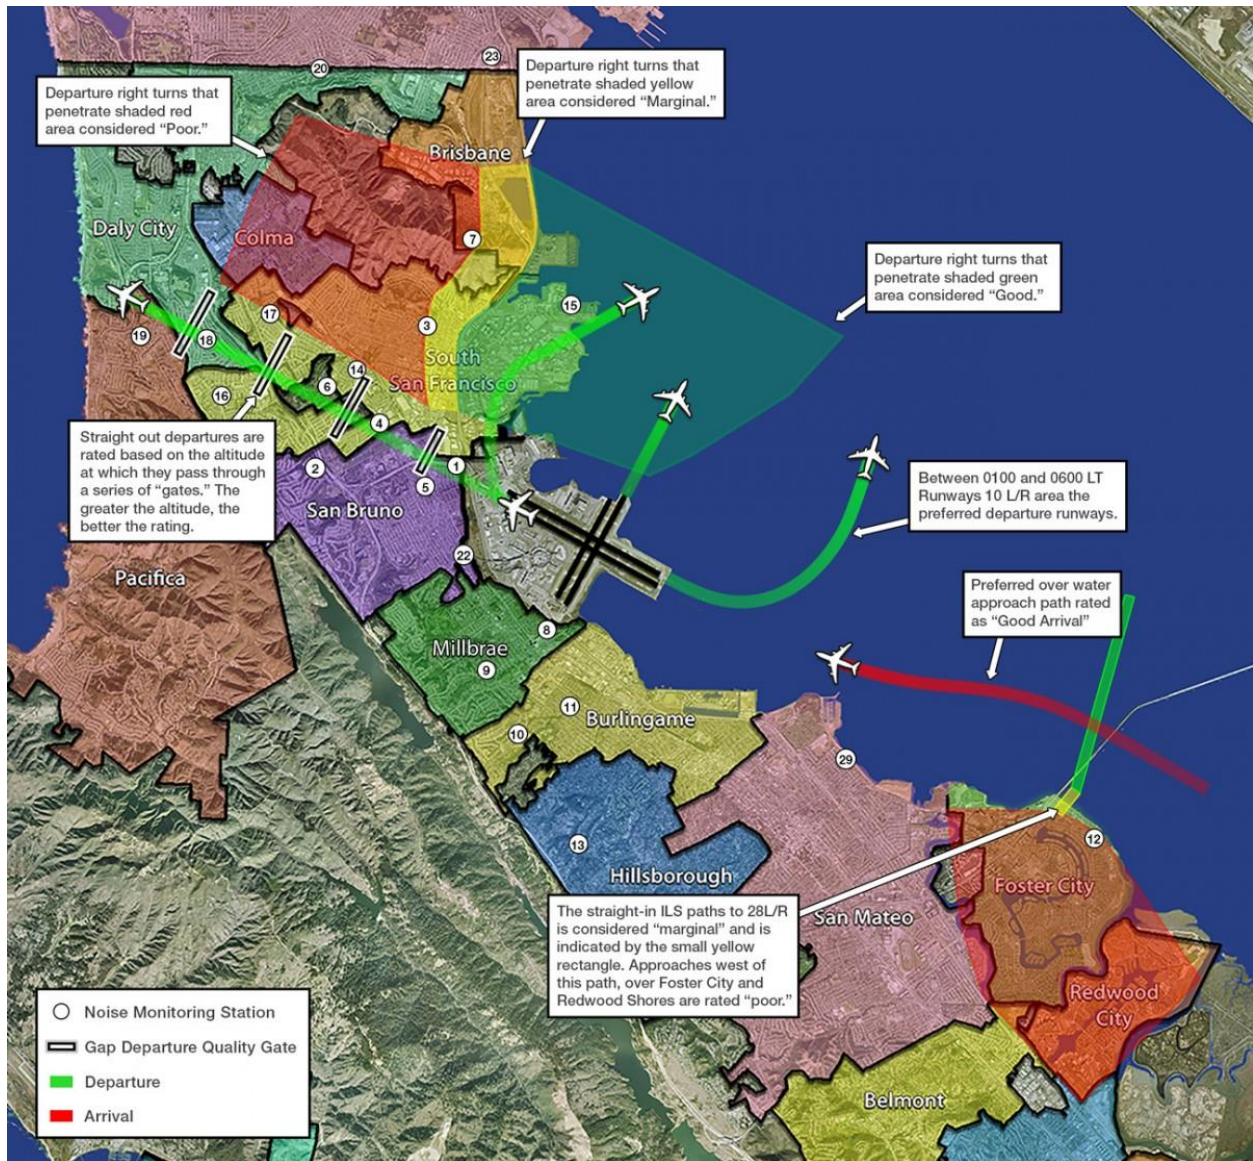 23
20
Departure right turns that
penetrate shaded yellow
area considered “Marginal.”
Departure right turns that
penetrate shaded red
area considered “Poor.”
Brisbane
Daly City
Colma
7
Departure right turns that
penetrate shaded green
area considered “Good.”
15
17
3
19
18
South
San Francisco
14
6
16
4
Straight out departures are
rated based on the altitude
at which they pass through
a series of “gates.” The
greater the altitude, the
better the rating.
2
1
5
San Bruno
Between 0100 and 0600 LT
Runways 10 L/R area the
preferred departure runways.
22
Pacifica
Preferred over water
approach path rated
as “Good Arrival”
8
Millbrae
9
11
Burlingame
10
29
12
13
Hillsborough
Foster City
San Mateo
The straight-in ILS paths to 28L/R
is considered “marginal” and is
indicated by the small yellow
rectangle. Approaches west of
this path, over Foster City and
Redwood Shores are rated “poor.”
Redwood
City
Belmont
Noise Monitoring Station
Gap Departure Quality Gate
Departure
Arrival